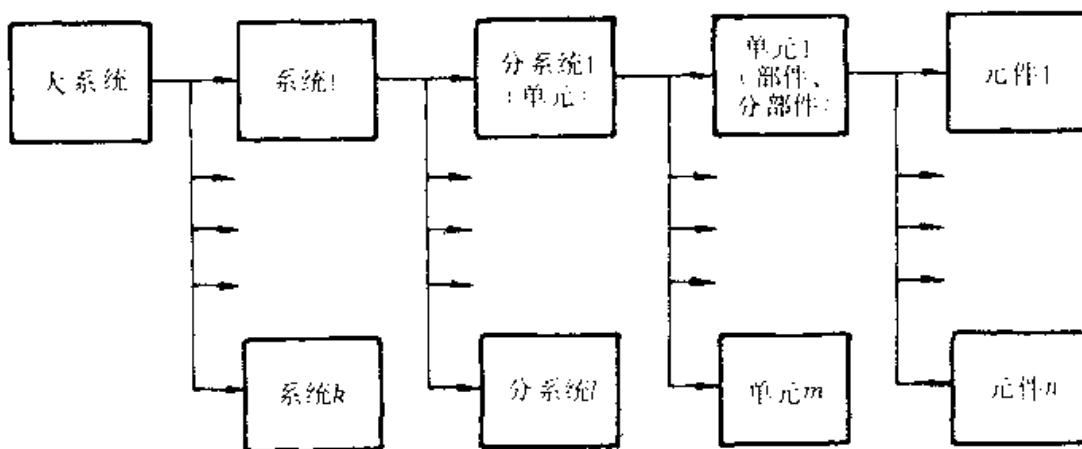 大系统
系统1
分系统1
(单元)
单元1
(部件、
分部件)
元件1
系统k
分系统l
单元m
元件n